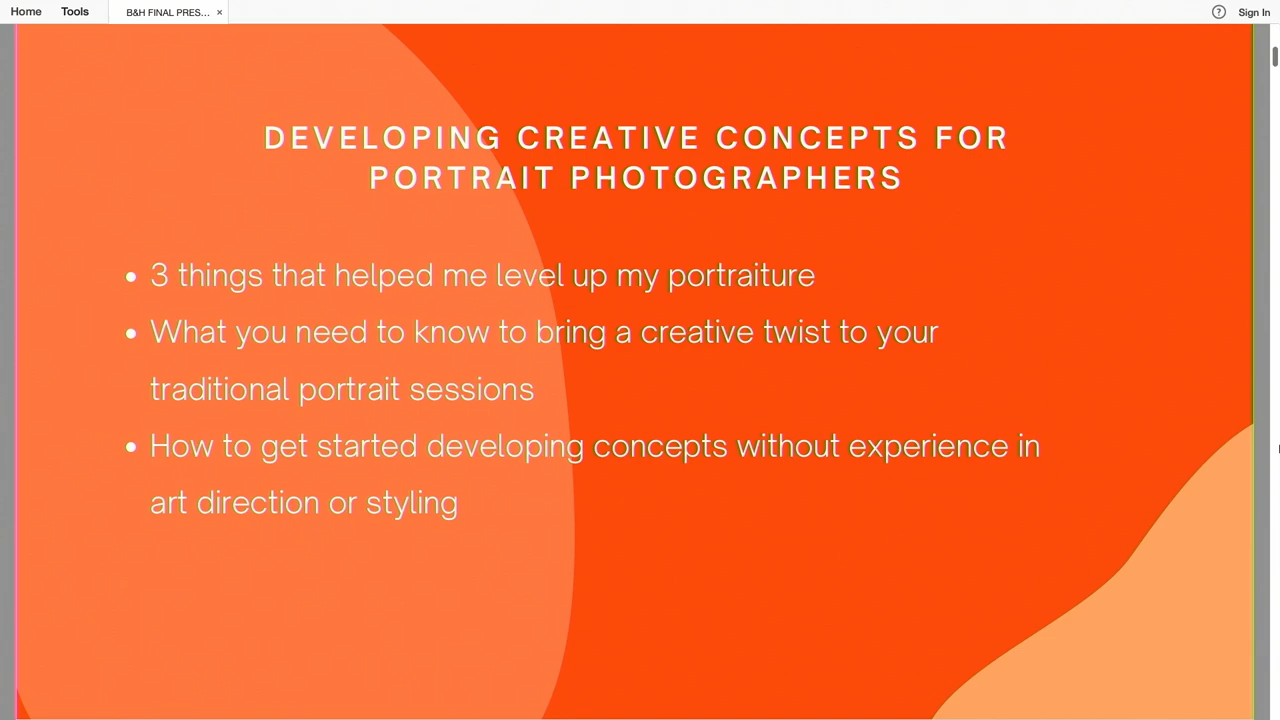 Home Tools B&H FINAL PRES... × ? Sign In
DEVELOPING CREATIVE CONCEPTS FOR
PORTRAIT PHOTOGRAPHERS
• 3 things that helped me level up my portraiture
• What you need to know to bring a creative twist to your
traditional portrait sessions
• How to get started developing concepts without experience in
art direction or styling